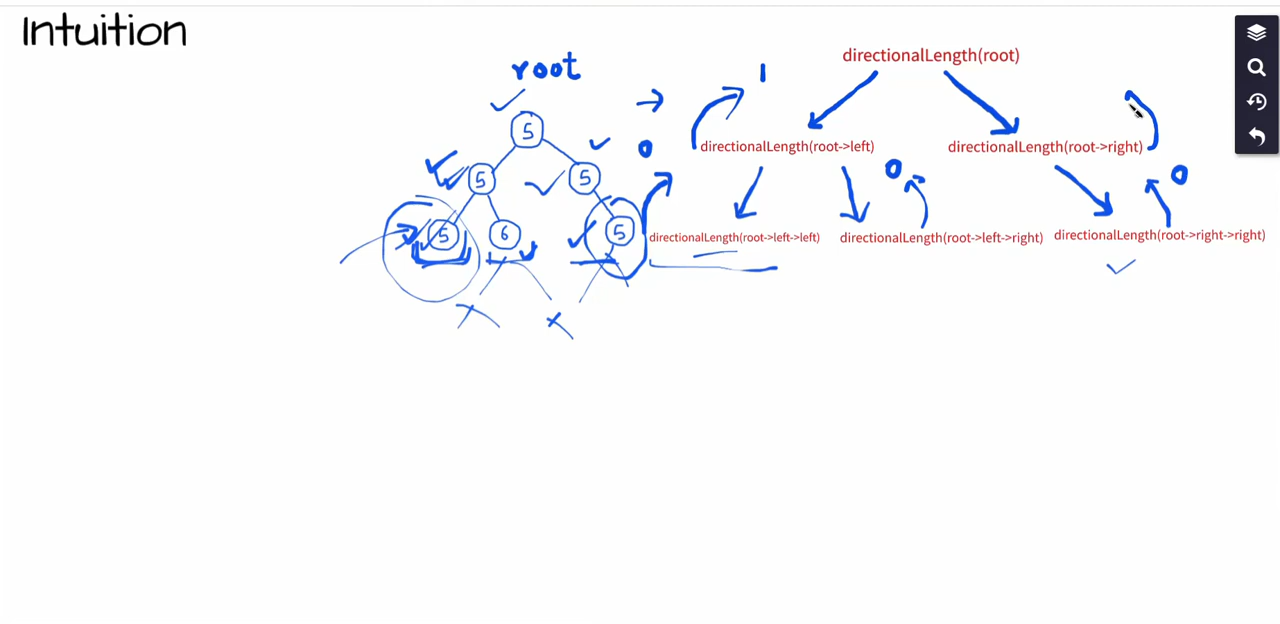 Intuition
root
directionalLength(root)
1
5
0
directionalLength(root->left)
directionalLength(root->right)
5
5
0
0
5
6
5
directionalLength(root->left->left)
directionalLength(root->left->right)
directionalLength(root->right->right)